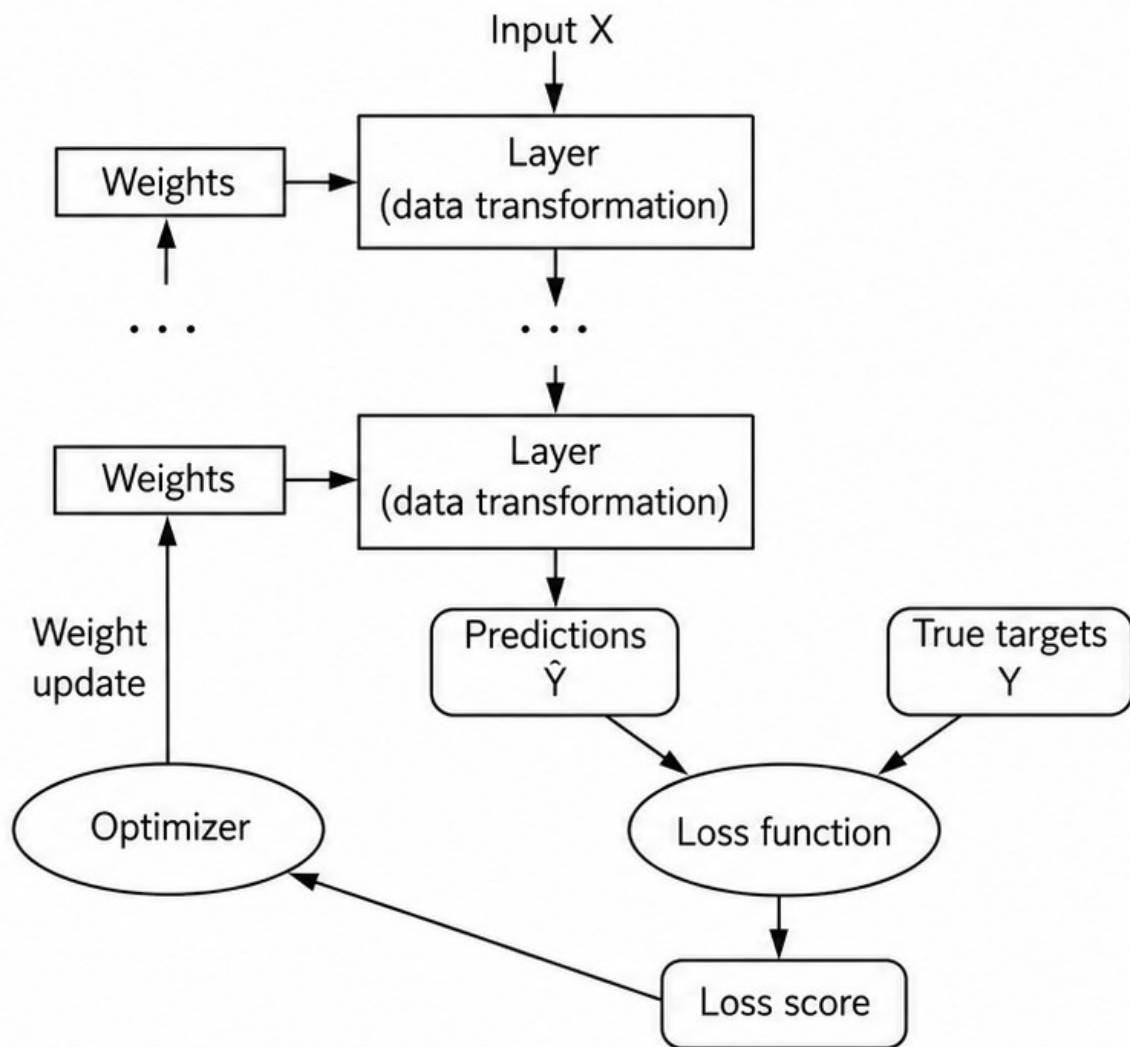 Input X
Weights
Layer
(data transformation)
. . .
. . .
Weights
Layer
(data transformation)
Weight
update
Predictions
Ŷ
True targets
Y
Optimizer
Loss function
Loss score